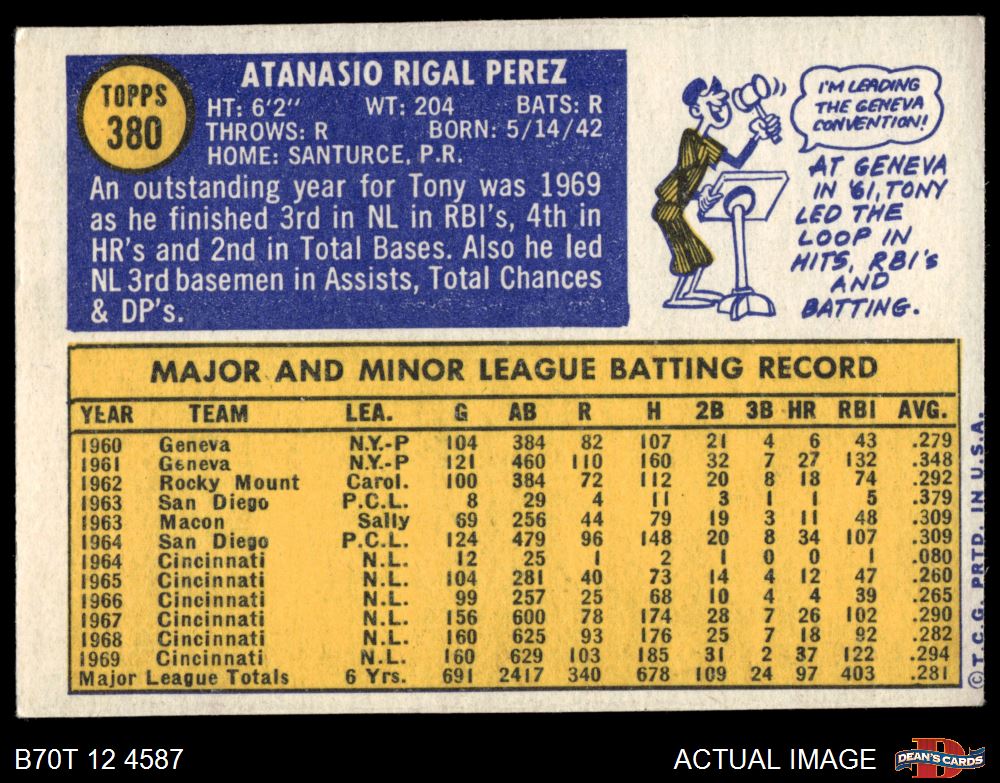 TOPPS
380
ATANASIO RIGAL PEREZ
HT: 6'2" WT: 204 BATS: R
THROWS: R BORN: 5/14/42
HOME: SANTURCE, P.R.
An outstanding year for Tony was 1969
as he finished 3rd in NL in RBI's, 4th in
HR's and 2nd in Total Bases. Also he led
NL 3rd basemen in Assists, Total Chances
& DP's.
I'M LEADING
THE GENEVA
CONVENTION!
AT GENEVA
IN '61, TONY
LED THE
LOOP IN
HITS, RBI's
AND
BATTING.
MAJOR AND MINOR LEAGUE BATTING RECORD
YEAR TEAM LEA. G AB R H 2B 3B HR RBI AVG.
1960 Geneva N.Y.-P 104 384 82 107 21 4 6 43 .279
1961 Geneva N.Y.-P 121 460 110 160 32 7 27 132 .348
1962 Rocky Mount Carol. 100 384 72 112 20 8 18 74 .292
1963 San Diego P.C.L. 8 29 4 11 3 1 1 5 .379
1963 Macon Sally 69 256 44 79 19 3 11 48 .309
1964 San Diego P.C.L. 124 479 96 148 20 8 34 107 .309
1964 Cincinnati N.L. 12 25 1 2 1 0 0 1 .080
1965 Cincinnati N.L. 104 281 40 73 14 4 12 47 .260
1966 Cincinnati N.L. 99 257 25 68 10 4 4 39 .265
1967 Cincinnati N.L. 156 600 78 174 28 7 26 102 .290
1968 Cincinnati N.L. 160 625 93 176 25 7 18 92 .282
1969 Cincinnati N.L. 160 629 103 185 31 2 37 122 .294
Major League Totals 6 Yrs. 691 2417 340 678 109 24 97 403 .281
©T.C.G. PRTD. IN U.S.A.
B70T 12 4587
ACTUAL IMAGE
D
DEAN'S CARDS